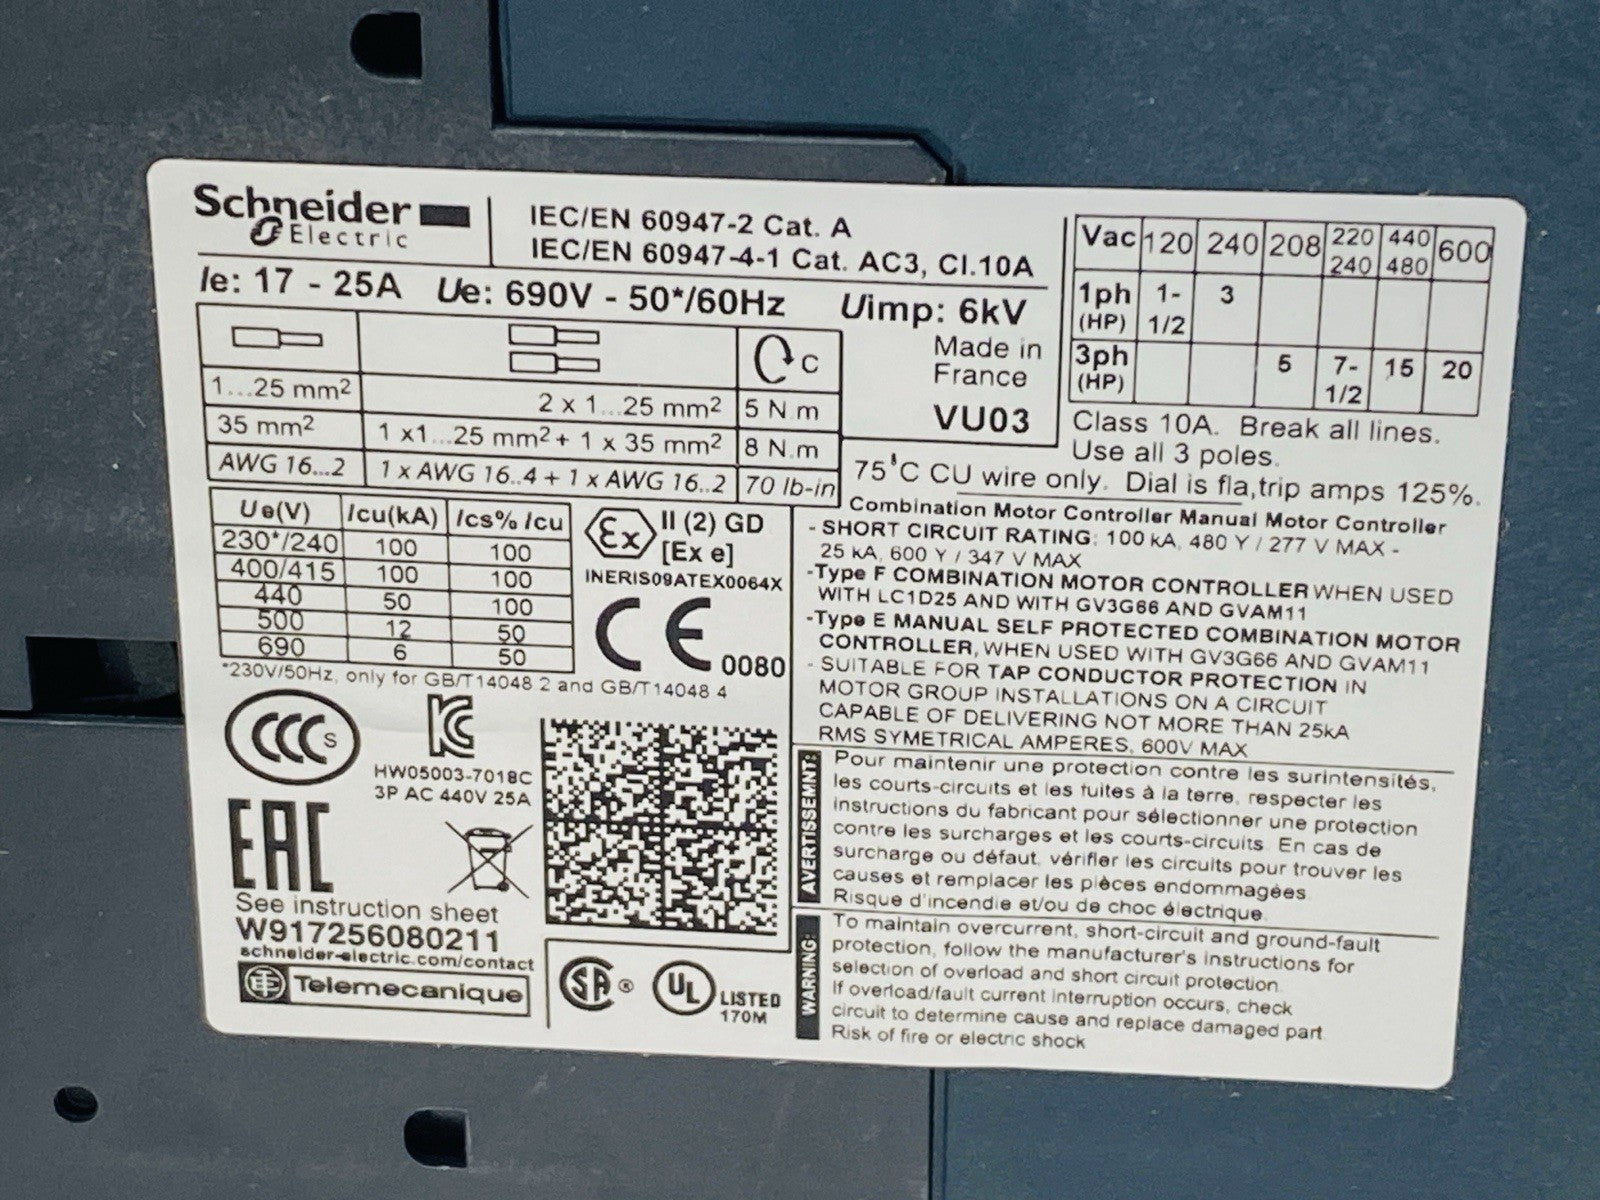 Schneider
Electric
IEC/EN 60947-2 Cat. A
IEC/EN 60947-4-1 Cat. AC3, Cl.10A
Ie: 17 - 25A Ue: 690V - 50*/60Hz Uimp: 6kV
C
1...25 mm² 2 x 1...25 mm² 5 N.m
35 mm² 1 x1...25 mm² + 1 x 35 mm² 8 N.m
AWG 16...2 1 x AWG 16..4 + 1 x AWG 16..2 70 lb-in
Made in
France
VU03
Vac 120 240 208 220 240 440 480 600
1ph (HP) 1-1/2 3
3ph (HP) 5 7-1/2 15 20
Class 10A. Break all lines.
Use all 3 poles.
75°C CU wire only. Dial is fla,trip amps 125%.
Ue(V) Icu(kA) Ics% Icu
230*/240 100 100
400/415 100 100
440 50 100
500 12 50
690 6 50
*230V/50Hz, only for GB/T14048 2 and GB/T14048 4
Ex II (2) GD
[Ex e]
INERIS09ATEX0064X
CE 0080
Combination Motor Controller Manual Motor Controller
- SHORT CIRCUIT RATING: 100 kA, 480 Y / 277 V MAX -
25 kA, 600 Y / 347 V MAX
-Type F COMBINATION MOTOR CONTROLLER WHEN USED
WITH LC1D25 AND WITH GV3G66 AND GVAM11
-Type E MANUAL SELF PROTECTED COMBINATION MOTOR
CONTROLLER, WHEN USED WITH GV3G66 AND GVAM11
- SUITABLE FOR TAP CONDUCTOR PROTECTION IN
MOTOR GROUP INSTALLATIONS ON A CIRCUIT
CAPABLE OF DELIVERING NOT MORE THAN 25kA
RMS SYMETRICAL AMPERES, 600V MAX
CCC S
KC
HW05003-7018C
3P AC 440V 25A
EAC
See instruction sheet
W917256080211
schneider-electric.com/contact
Telemecanique
SA ®
UL LISTED
170M
AVERTISSEMNT:
Pour maintenir une protection contre les surintensités,
les courts-circuits et les fuites à la terre, respecter les
instructions du fabricant pour sélectionner une protection
contre les surcharges et les courts-circuits. En cas de
surcharge ou défaut, vérifier les circuits pour trouver les
causes et remplacer les pièces endommagées
Risque d'incendie et/ou de choc électrique.
WARNING:
To maintain overcurrent, short-circuit and ground-fault
protection, follow the manufacturer's instructions for
selection of overload and short circuit protection.
If overload/fault current interruption occurs, check
circuit to determine cause and replace damaged part
Risk of fire or electric shock